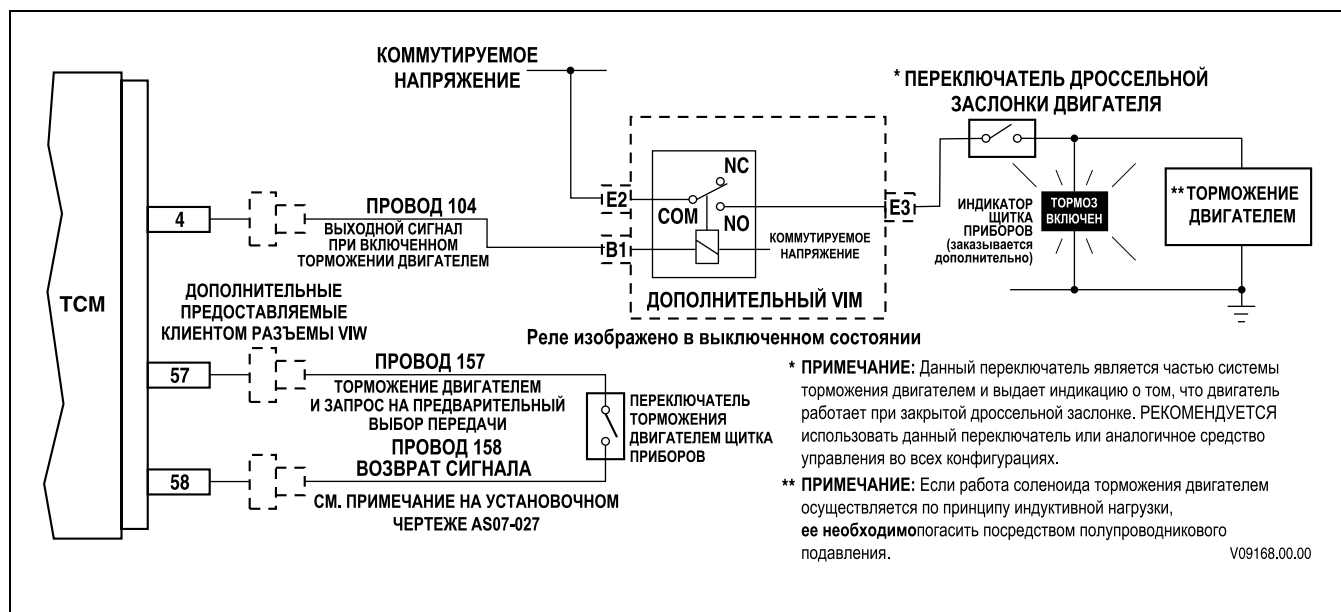 КОММУТИРУЕМОЕ
НАПРЯЖЕНИЕ
* ПЕРЕКЛЮЧАТЕЛЬ ДРОССЕЛЬНОЙ
ЗАСЛОНКИ ДВИГАТЕЛЯ
TCM
4
ПРОВОД 104
ВЫХОДНОЙ СИГНАЛ
ПРИ ВКЛЮЧЕННОМ
ТОРМОЖЕНИИ ДВИГАТЕЛЕМ
E2
B1
NC
COM
NO
КОММУТИРУЕМОЕ
НАПРЯЖЕНИЕ
E3
ДОПОЛНИТЕЛЬНЫЙ VIM
Реле изображено в выключенном состоянии
ИНДИКАТОР
ЩИТКА
ПРИБОРОВ
(заказывается
дополнительно)
ТОРМОЗ
ВКЛЮЧЕН
** ТОРМОЖЕНИЕ
ДВИГАТЕЛЕМ
ДОПОЛНИТЕЛЬНЫЕ
ПРЕДОСТАВЛЯЕМЫЕ
КЛИЕНТОМ РАЗЪЕМЫ VIW
57
ПРОВОД 157
ТОРМОЖЕНИЕ ДВИГАТЕЛЕМ
И ЗАПРОС НА ПРЕДВАРИТЕЛЬНЫЙ
ВЫБОР ПЕРЕДАЧИ
ПЕРЕКЛЮЧАТЕЛЬ
ТОРМОЖЕНИЯ
ДВИГАТЕЛЕМ ЩИТКА
ПРИБОРОВ
58
ПРОВОД 158
ВОЗВРАТ СИГНАЛА
СМ. ПРИМЕЧАНИЕ НА УСТАНОВОЧНОМ
ЧЕРТЕЖЕ AS07-027
* ПРИМЕЧАНИЕ: Данный переключатель является частью системы
торможения двигателем и выдает индикацию о том, что двигатель
работает при закрытой дроссельной заслонке. РЕКОМЕНДУЕТСЯ
использовать данный переключатель или аналогичное средство
управления во всех конфигурациях.
** ПРИМЕЧАНИЕ: Если работа соленоида торможения двигателем
осуществляется по принципу индуктивной нагрузки,
ее необходимопогасить посредством полупроводникового
подавления.
V09168.00.00